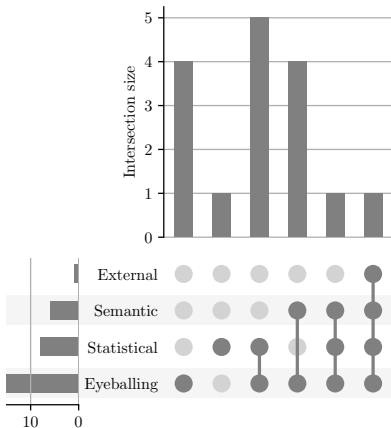 5
4
3
2
1
0
Intersection size
External
Semantic
Statistical
Eyeballing
10 0